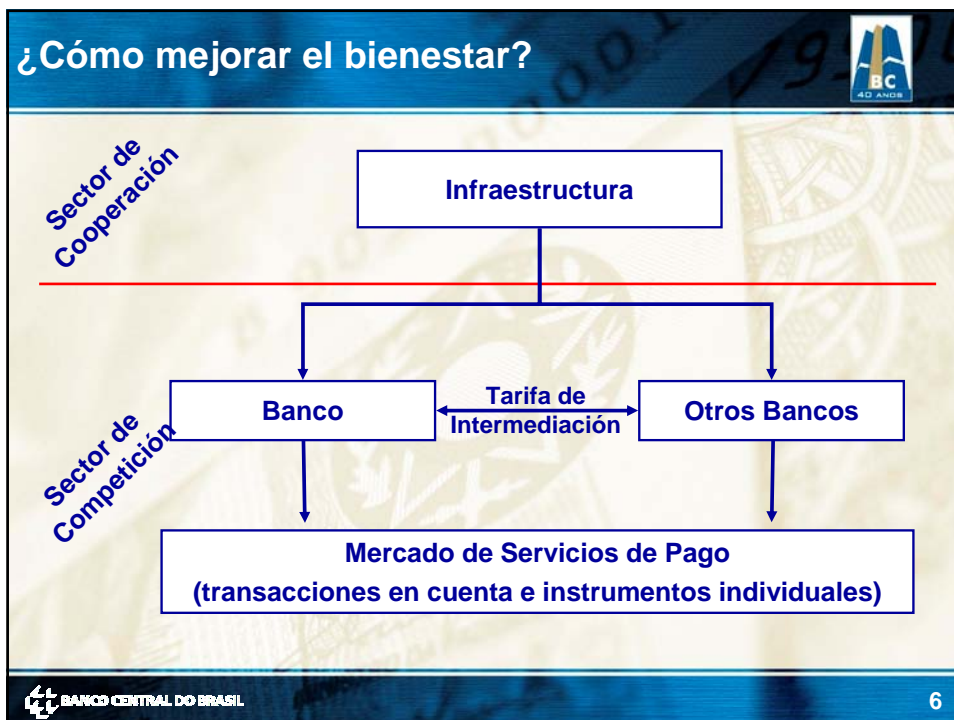 ¿Cómo mejorar el bienestar?
BC
40 ANOS
Sector de
Cooperación
Infraestructura
Banco
Tarifa de
Intermediación
Otros Bancos
Sector de
Competición
Mercado de Servicios de Pago
(transacciones en cuenta e instrumentos individuales)
BANCO CENTRAL DO BRASIL
6